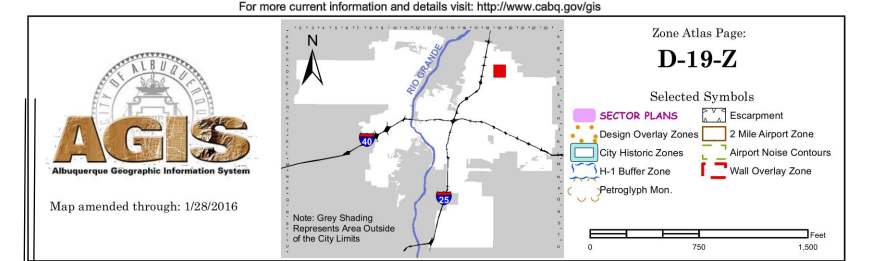 For more current information and details visit: http://www.cabq.gov/gis
CITY OF ALBUQUERQUE
AGIS
Albuquerque Geographic Information System
Map amended through: 1/28/2016
N
RIO GRANDE
40
25
Note: Grey Shading
Represents Area Outside
of the City Limits
Zone Atlas Page:
D-19-Z
Selected Symbols
SECTOR PLANS
Escarpment
Design Overlay Zones
2 Mile Airport Zone
City Historic Zones
Airport Noise Contours
H-1 Buffer Zone
Wall Overlay Zone
Petroglyph Mon.
Feet
0 750 1,500